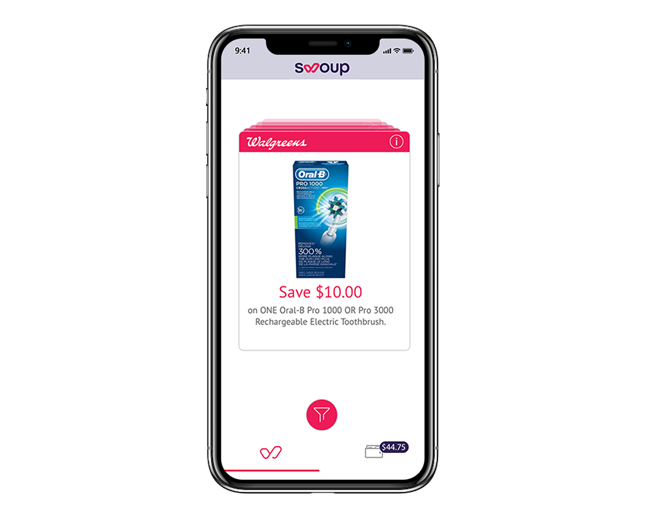 9:41
swoup
Walgreens
i
Oral-B
PRO 1000
300%
Save $10.00
on ONE Oral-B Pro 1000 OR Pro 3000
Rechargeable Electric Toothbrush.
$44.75